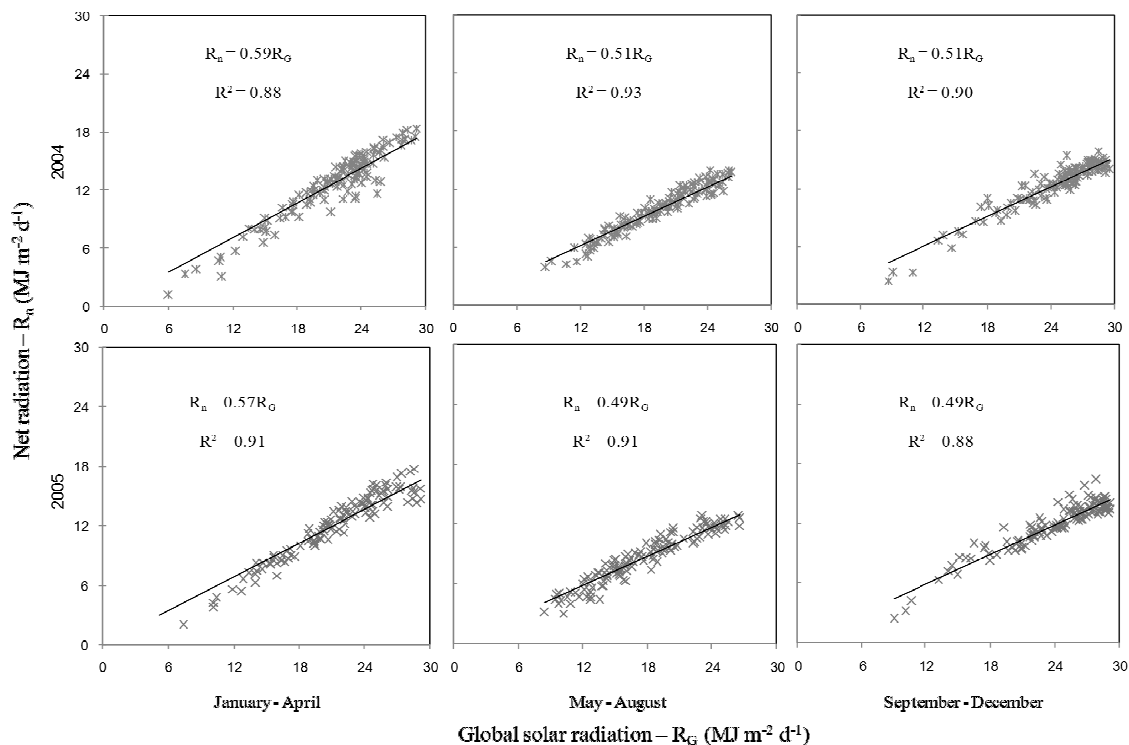 30
24
18
12
6
0
2004
Rn = 0.59RG
R² = 0.88
0 6 12 18 24 30
Rn = 0.51RG
R² = 0.93
0 6 12 18 24 30
Rn = 0.51RG
R² = 0.90
0 6 12 18 24 30
Net radiation – Rn (MJ m⁻² d⁻¹)
30
24
18
12
6
0
2005
Rn 0.57RG
R² 0.91
0 6 12 18 24 30
Rn 0.49RG
R² 0.91
0 6 12 18 24 30
Rn 0.49RG
R² 0.88
0 6 12 18 24 30
January - April
May - August
September - December
Global solar radiation – RG (MJ m⁻² d⁻¹)